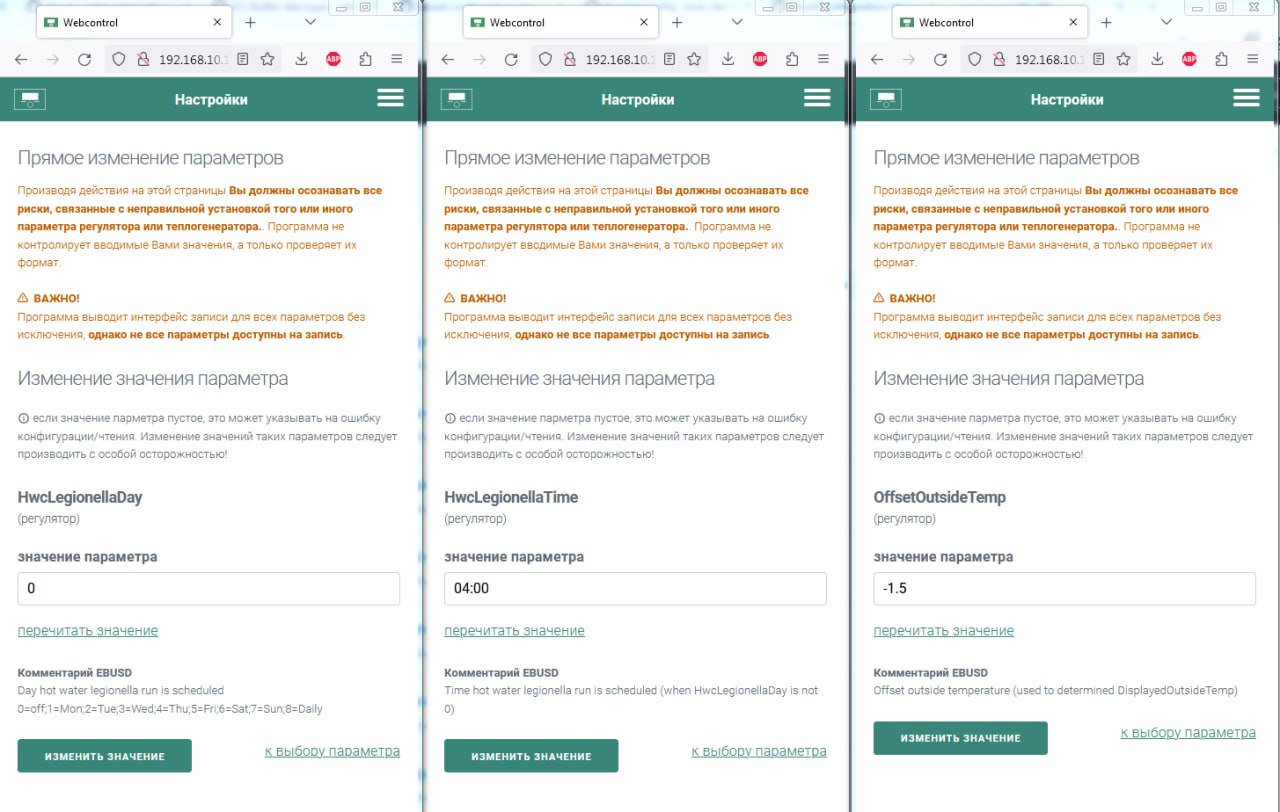 Webcontrol
192.168.10.1
ABP
Настройки
Прямое изменение параметров
Производя действия на этой страницы Вы должны осознавать все
риски, связанные с неправильной установкой того или иного
параметра регулятора или теплогенератора.. Программа не
контролирует вводимые Вами значения, а только проверяет их
формат.
ВАЖНО!
Программа выводит интерфейс записи для всех параметров без
исключения, однако не все параметры доступны на запись.
Изменение значения параметра
если значение парметра пустое, это может указывать на ошибку
конфигурации/чтения. Изменение значений таких параметров следует
производить с особой осторожностью!
HwcLegionellaDay
(регулятор)
значение параметра
0
перечитать значение
Комментарий EBUSD
Day hot water legionella run is scheduled
0=off;1=Mon;2=Tue;3=Wed;4=Thu;5=Fri;6=Sat;7=Sun;8=Daily
ИЗМЕНИТЬ ЗНАЧЕНИЕ
к выбору параметра
Webcontrol
192.168.10.1
ABP
Настройки
Прямое изменение параметров
Производя действия на этой страницы Вы должны осознавать все
риски, связанные с неправильной установкой того или иного
параметра регулятора или теплогенератора.. Программа не
контролирует вводимые Вами значения, а только проверяет их
формат.
ВАЖНО!
Программа выводит интерфейс записи для всех параметров без
исключения, однако не все параметры доступны на запись.
Изменение значения параметра
если значение парметра пустое, это может указывать на ошибку
конфигурации/чтения. Изменение значений таких параметров следует
производить с особой осторожностью!
HwcLegionellaTime
(регулятор)
значение параметра
04:00
перечитать значение
Комментарий EBUSD
Time hot water legionella run is scheduled (when HwcLegionellaDay is not
0)
ИЗМЕНИТЬ ЗНАЧЕНИЕ
к выбору параметра
Webcontrol
192.168.10.1
ABP
Настройки
Прямое изменение параметров
Производя действия на этой страницы Вы должны осознавать все
риски, связанные с неправильной установкой того или иного
параметра регулятора или теплогенератора.. Программа не
контролирует вводимые Вами значения, а только проверяет их
формат.
ВАЖНО!
Программа выводит интерфейс записи для всех параметров без
исключения, однако не все параметры доступны на запись.
Изменение значения параметра
если значение парметра пустое, это может указывать на ошибку
конфигурации/чтения. Изменение значений таких параметров следует
производить с особой осторожностью!
OffsetOutsideTemp
(регулятор)
значение параметра
-1.5
перечитать значение
Комментарий EBUSD
Offset outside temperature (used to determined DisplayedOutsideTemp)
ИЗМЕНИТЬ ЗНАЧЕНИЕ
к выбору параметра